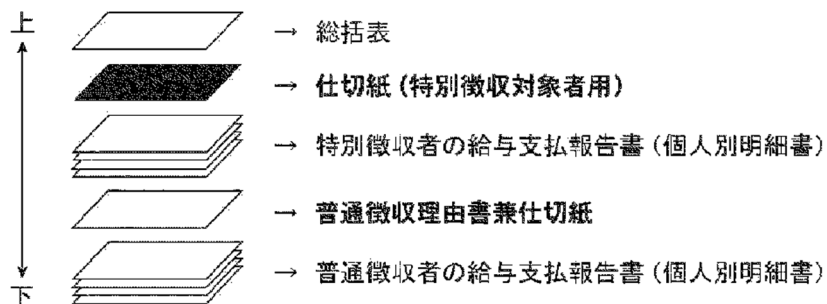 上
→ 総括表
→ 仕切紙（特別徴収対象者用）
→ 特別徴収者の給与支払報告書（個人別明細書）
→ 普通徴収理由書兼仕切紙
→ 普通徴収者の給与支払報告書（個人別明細書）
下